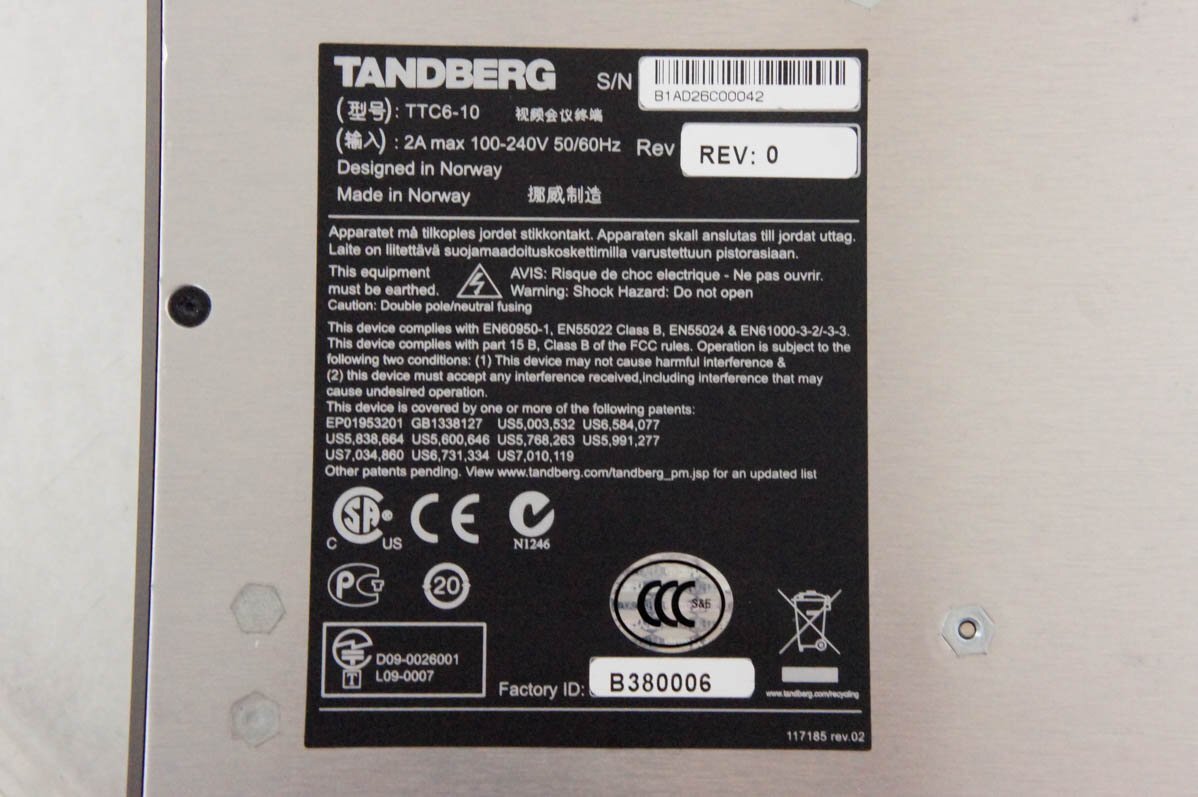 TANDBERG S/N B1AD26C00042
(型号): TTC6-10 视频会议终端
(输入) : 2A max 100-240V 50/60Hz Rev REV: 0
Designed in Norway
Made in Norway 挪威制造
Apparatet må tilkoples jordet stikkontakt. Apparaten skall anslutas till jordat uttag.
Laite on liitettävä suojamaadoituskoskettimilla varustettuun pistorasiaan.
This equipment AVIS: Risque de choc electrique - Ne pas ouvrir.
must be earthed. Warning: Shock Hazard: Do not open
Caution: Double pole/neutral fusing
This device complies with EN60950-1, EN55022 Class B, EN55024 & EN61000-3-2/-3-3.
This device complies with part 15 B, Class B of the FCC rules. Operation is subject to the
following two conditions: (1) This device may not cause harmful interference &
(2) this device must accept any interference received,including interference that may
cause undesired operation.
This device is covered by one or more of the following patents:
EP01953201 GB1338127 US5,003,532 US6,584,077
US5,838,664 US5,600,646 US5,768,263 US5,991,277
US7,034,860 US6,731,334 US7,010,119
Other patents pending. View www.tandberg.com/tandberg_pm.jsp for an updated list
C SA ® US CE N1246
PCT 20
CCC S&E
D09-0026001
T L09-0007
Factory ID: B380006 www.tandberg.com/recycling
117185 rev.02